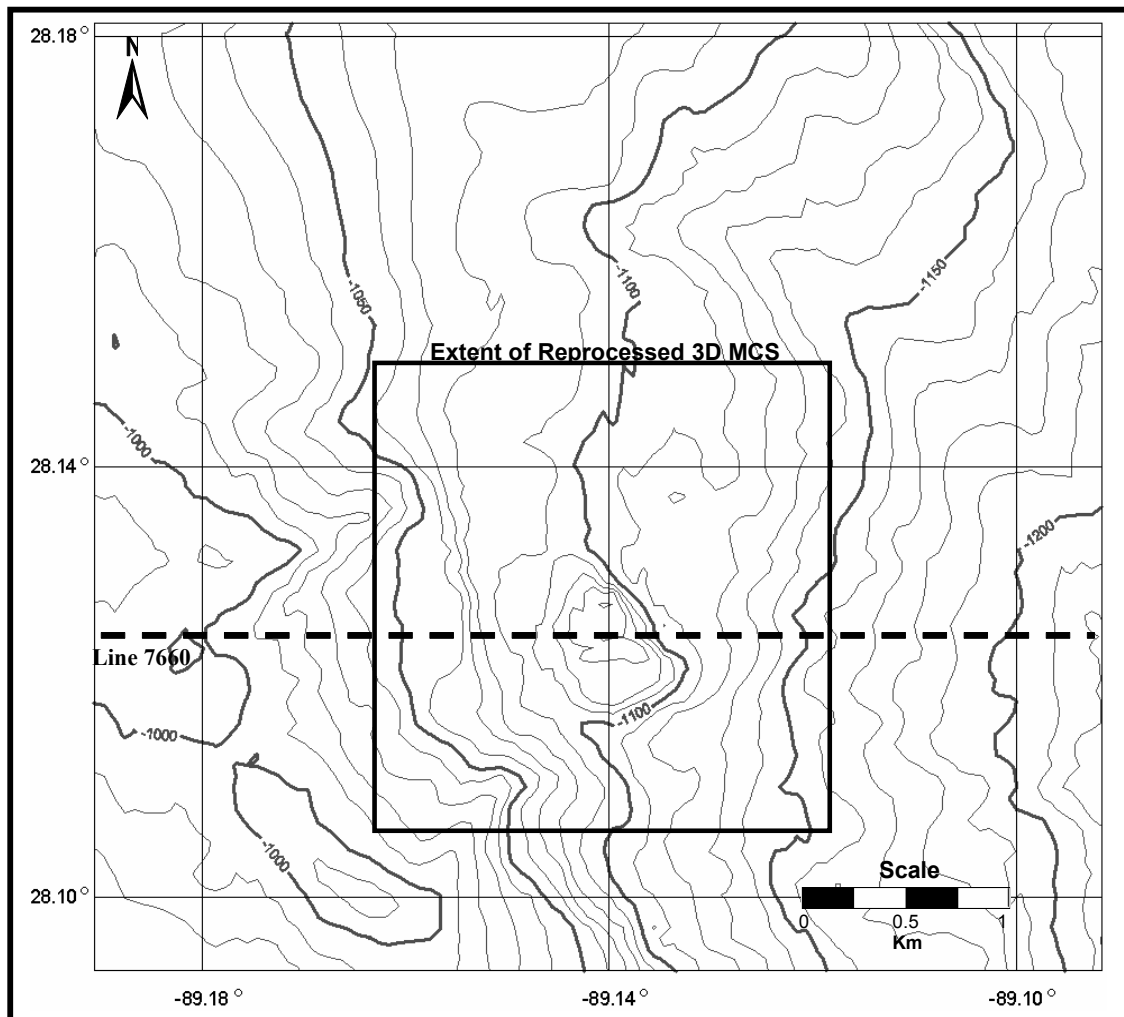 28.18°
N
-1050
-1100
-1150
Extent of Reprocessed 3D MCS
-1000
28.14°
-1200
Line 7660
-1100
-1000
-1000
Scale
28.10°
0 0.5 1
Km
-89.18° -89.14° -89.10°